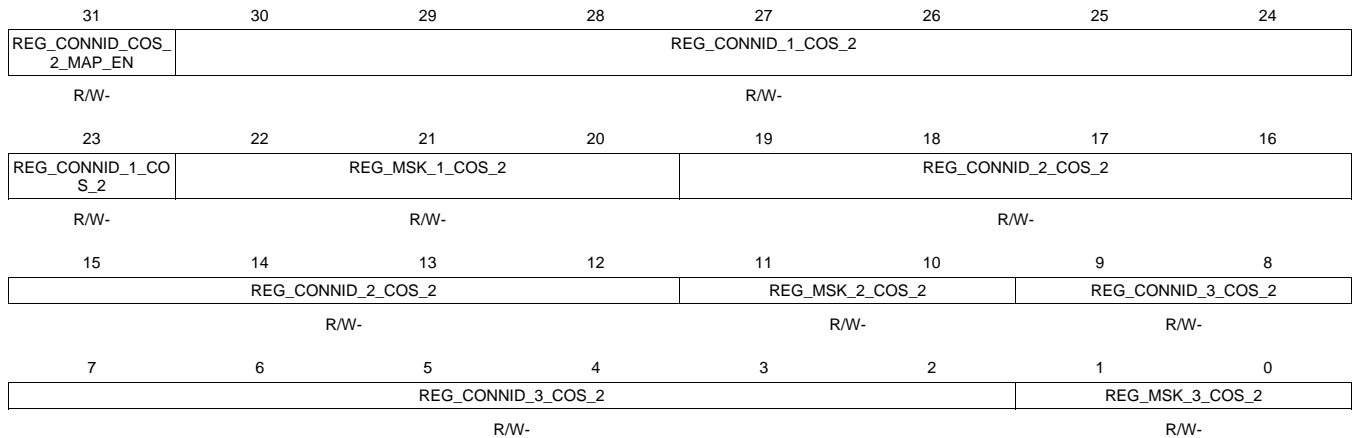 31 30 29 28 27 26 25 24
REG_CONNID_COS_ REG_CONNID_1_COS_2
2_MAP_EN
R/W- R/W-
23 22 21 20 19 18 17 16
REG_CONNID_1_CO REG_MSK_1_COS_2 REG_CONNID_2_COS_2
S_2
R/W- R/W- R/W-
15 14 13 12 11 10 9 8
REG_CONNID_2_COS_2 REG_MSK_2_COS_2 REG_CONNID_3_COS_2
R/W- R/W- R/W-
7 6 5 4 3 2 1 0
REG_CONNID_3_COS_2 REG_MSK_3_COS_2
R/W- R/W-